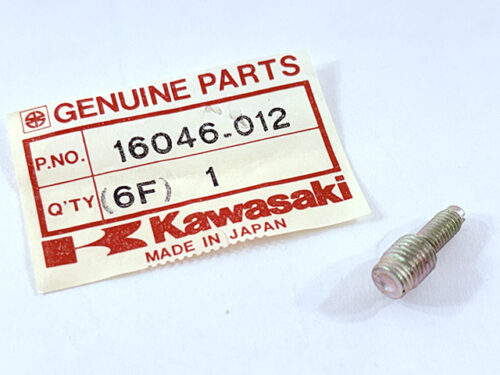 GENUINE PARTS
P.NO. 16046-012
Q'TY (6F) 1
Kawasaki
MADE IN JAPAN